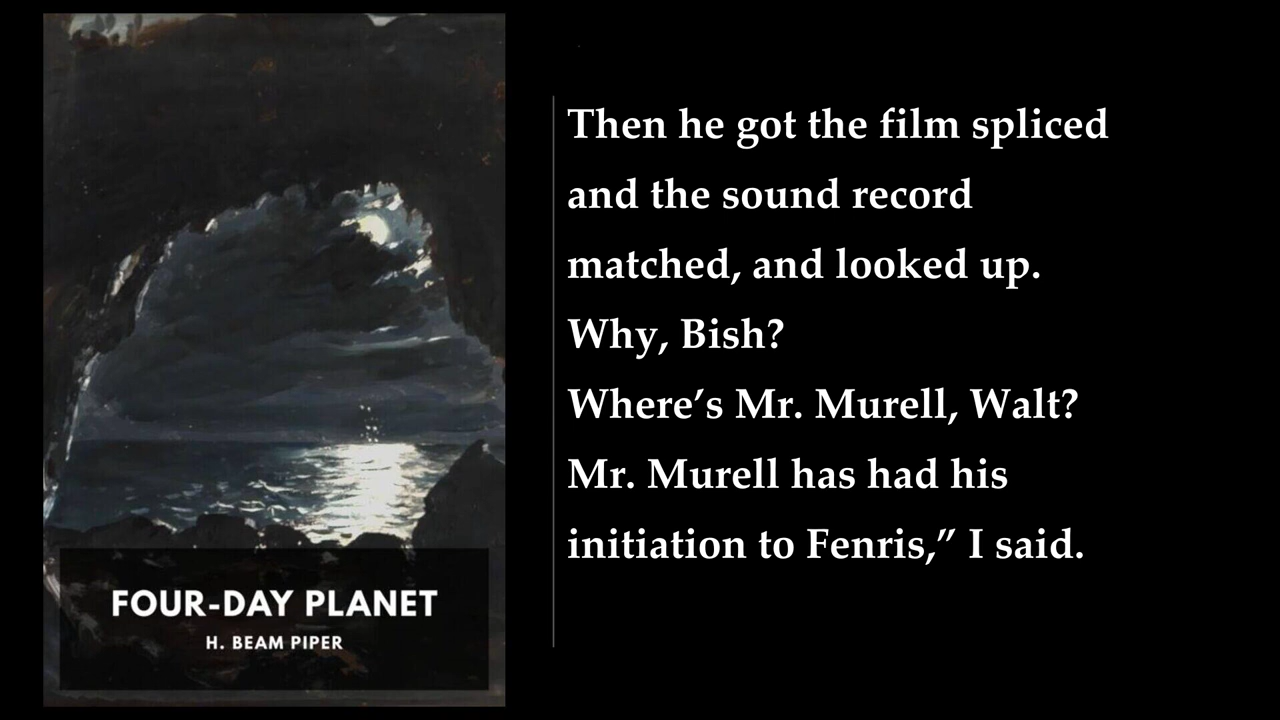 FOUR-DAY PLANET
H. BEAM PIPER
Then he got the film spliced
and the sound record
matched, and looked up.
Why, Bish?
Where’s Mr. Murell, Walt?
Mr. Murell has had his
initiation to Fenris,” I said.